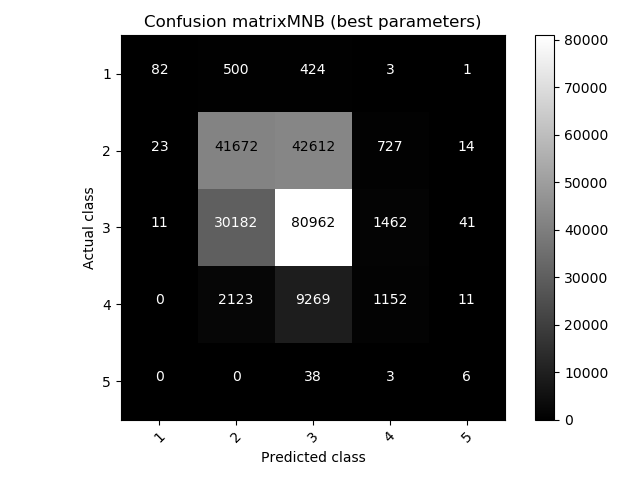 Confusion matrixMNB (best parameters)
1 82 500 424 3 1
2 23 41672 42612 727 14
3 11 30182 80962 1462 41
4 0 2123 9269 1152 11
5 0 0 38 3 6
1 2 3 4 5
Predicted class
Actual class
80000
70000
60000
50000
40000
30000
20000
10000
0